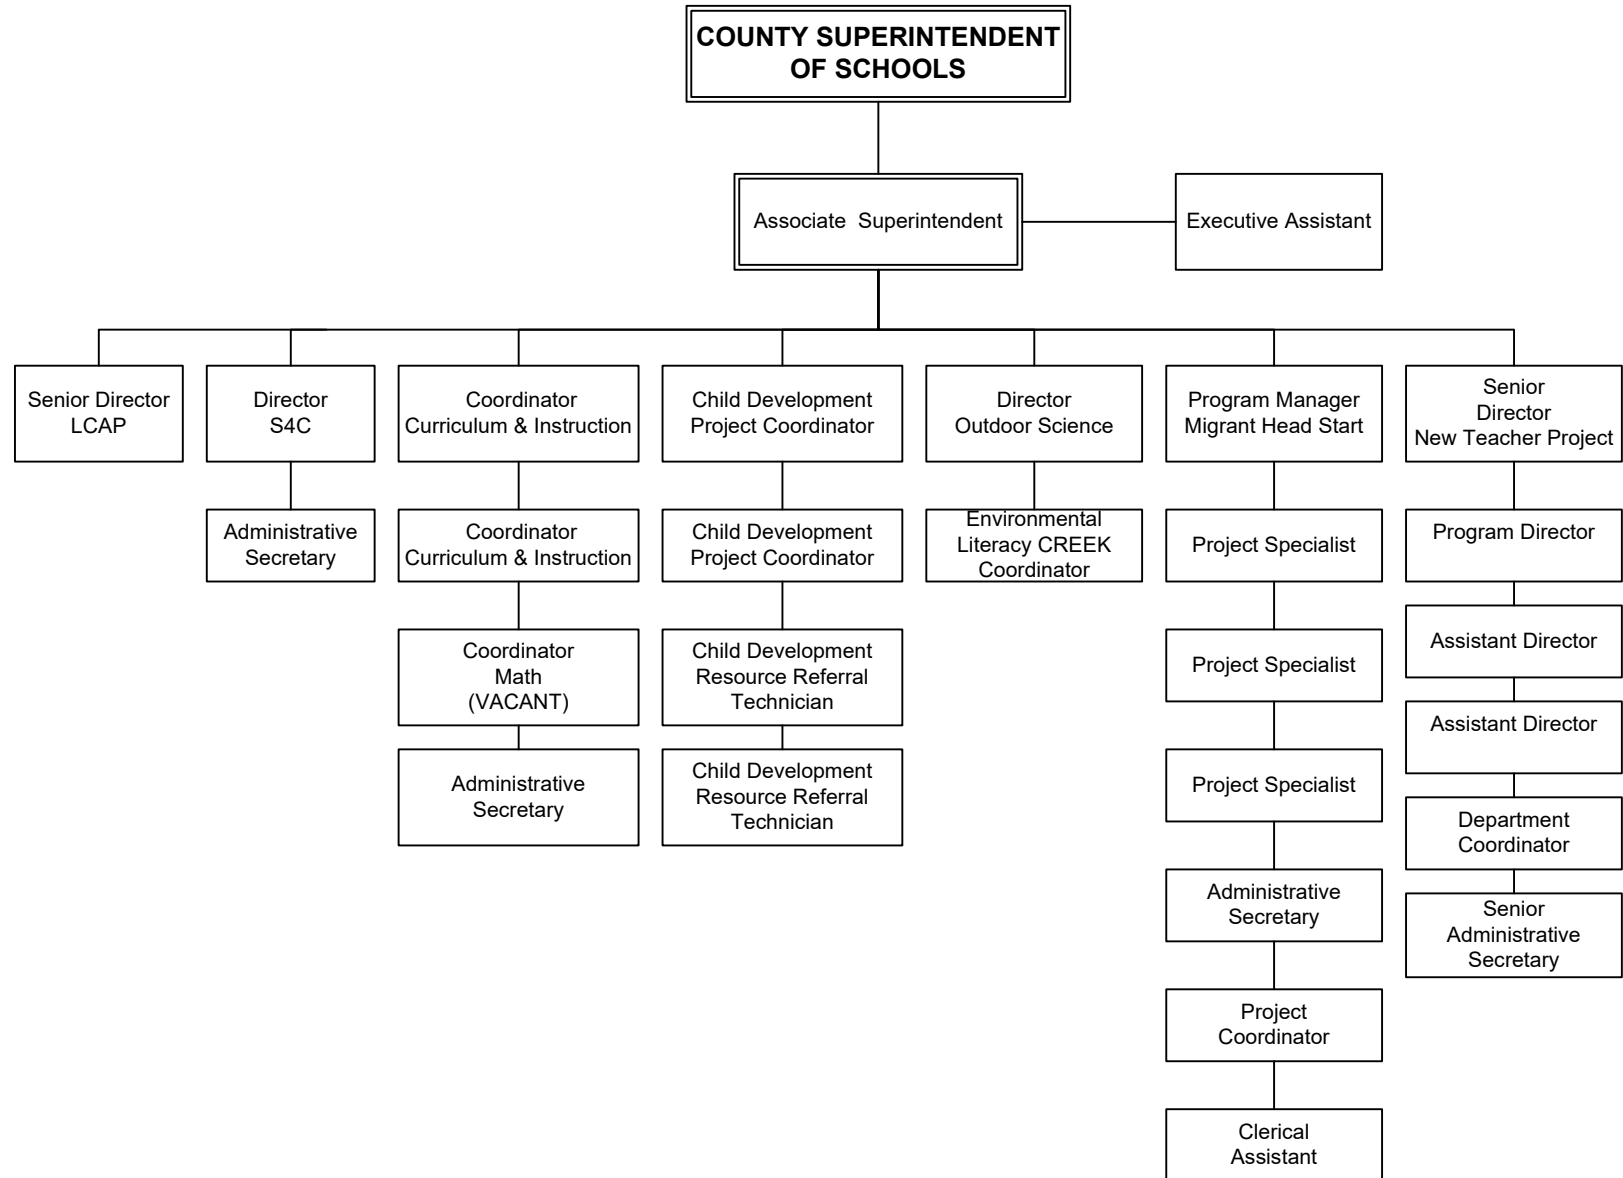 COUNTY SUPERINTENDENT
OF SCHOOLS
Associate Superintendent
Executive Assistant
Senior Director
LCAP
Director
S4C
Coordinator
Curriculum & Instruction
Child Development
Project Coordinator
Director
Outdoor Science
Program Manager
Migrant Head Start
Senior
Director
New Teacher Project
Administrative
Secretary
Coordinator
Curriculum & Instruction
Child Development
Project Coordinator
Environmental
Literacy CREEK
Coordinator
Project Specialist
Program Director
Coordinator
Math
(VACANT)
Child Development
Resource Referral
Technician
Project Specialist
Assistant Director
Administrative
Secretary
Child Development
Resource Referral
Technician
Project Specialist
Assistant Director
Administrative
Secretary
Department
Coordinator
Project
Coordinator
Senior
Administrative
Secretary
Clerical
Assistant